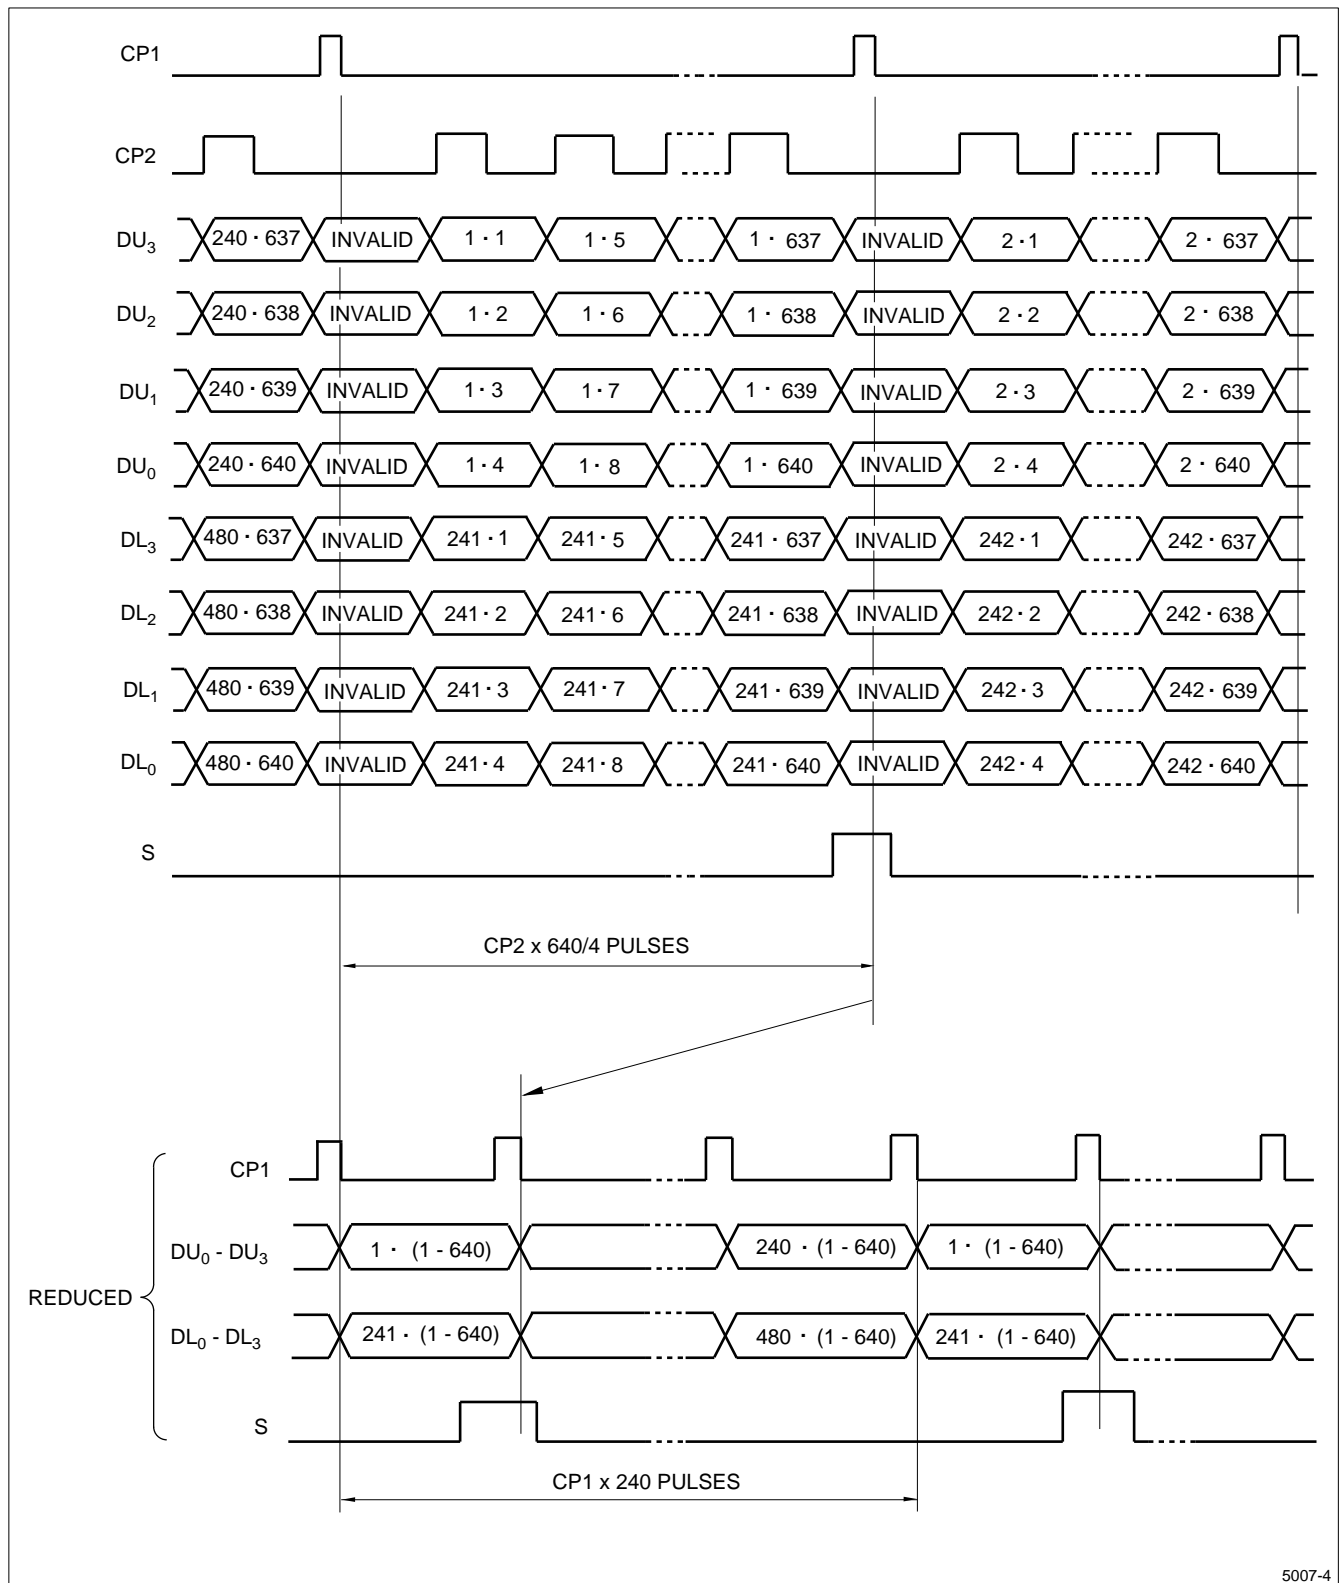 CP1
CP2
DU3 240 · 637 INVALID 1 · 1 1 · 5 1 · 637 INVALID 2 · 1 2 · 637
DU2 240 · 638 INVALID 1 · 2 1 · 6 1 · 638 INVALID 2 · 2 2 · 638
DU1 240 · 639 INVALID 1 · 3 1 · 7 1 · 639 INVALID 2 · 3 2 · 639
DU0 240 · 640 INVALID 1 · 4 1 · 8 1 · 640 INVALID 2 · 4 2 · 640
DL3 480 · 637 INVALID 241 · 1 241 · 5 241 · 637 INVALID 242 · 1 242 · 637
DL2 480 · 638 INVALID 241 · 2 241 · 6 241 · 638 INVALID 242 · 2 242 · 638
DL1 480 · 639 INVALID 241 · 3 241 · 7 241 · 639 INVALID 242 · 3 242 · 639
DL0 480 · 640 INVALID 241 · 4 241 · 8 241 · 640 INVALID 242 · 4 242 · 640
S
CP2 x 640/4 PULSES
CP1
DU0 - DU3 1 · (1 - 640) 240 · (1 - 640) 1 · (1 - 640)
REDUCED
DL0 - DL3 241 · (1 - 640) 480 · (1 - 640) 241 · (1 - 640)
S
CP1 x 240 PULSES
5007-4